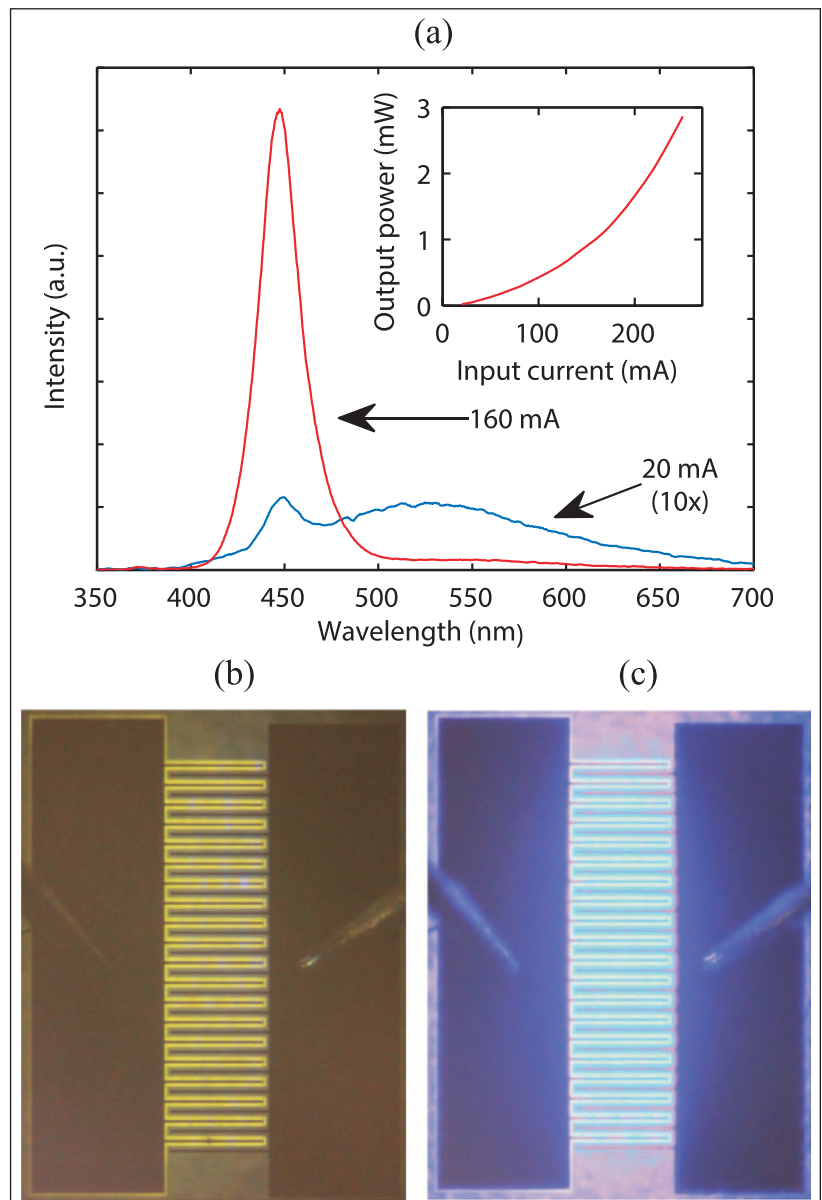 (a)
3
2
1
0
Output power (mW)
0 100 200
Input current (mA)
Intensity (a.u.)
160 mA
20 mA
(10x)
350 400 450 500 550 600 650 700
Wavelength (nm)
(b) (c)